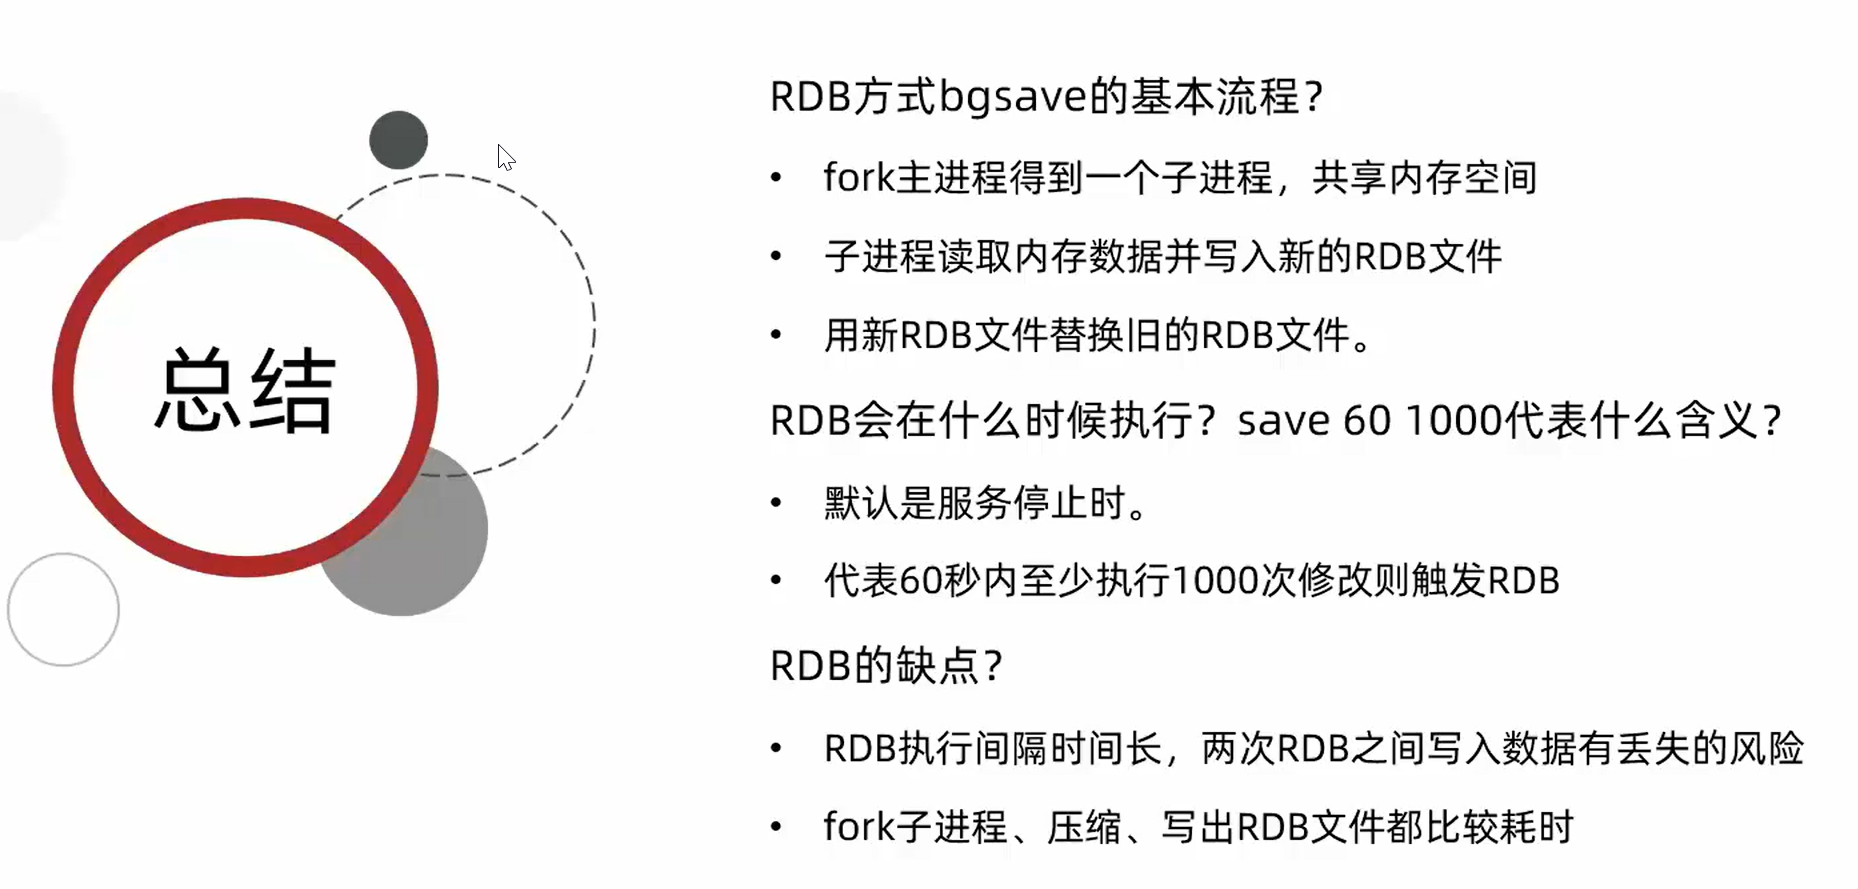 总结
RDB方式bgsave的基本流程？
• fork主进程得到一个子进程，共享内存空间
• 子进程读取内存数据并写入新的RDB文件
• 用新RDB文件替换旧的RDB文件。
RDB会在什么时候执行？save 60 1000代表什么含义？
• 默认是服务停止时。
• 代表60秒内至少执行1000次修改则触发RDB
RDB的缺点？
• RDB执行间隔时间长，两次RDB之间写入数据有丢失的风险
• fork子进程、压缩、写出RDB文件都比较耗时